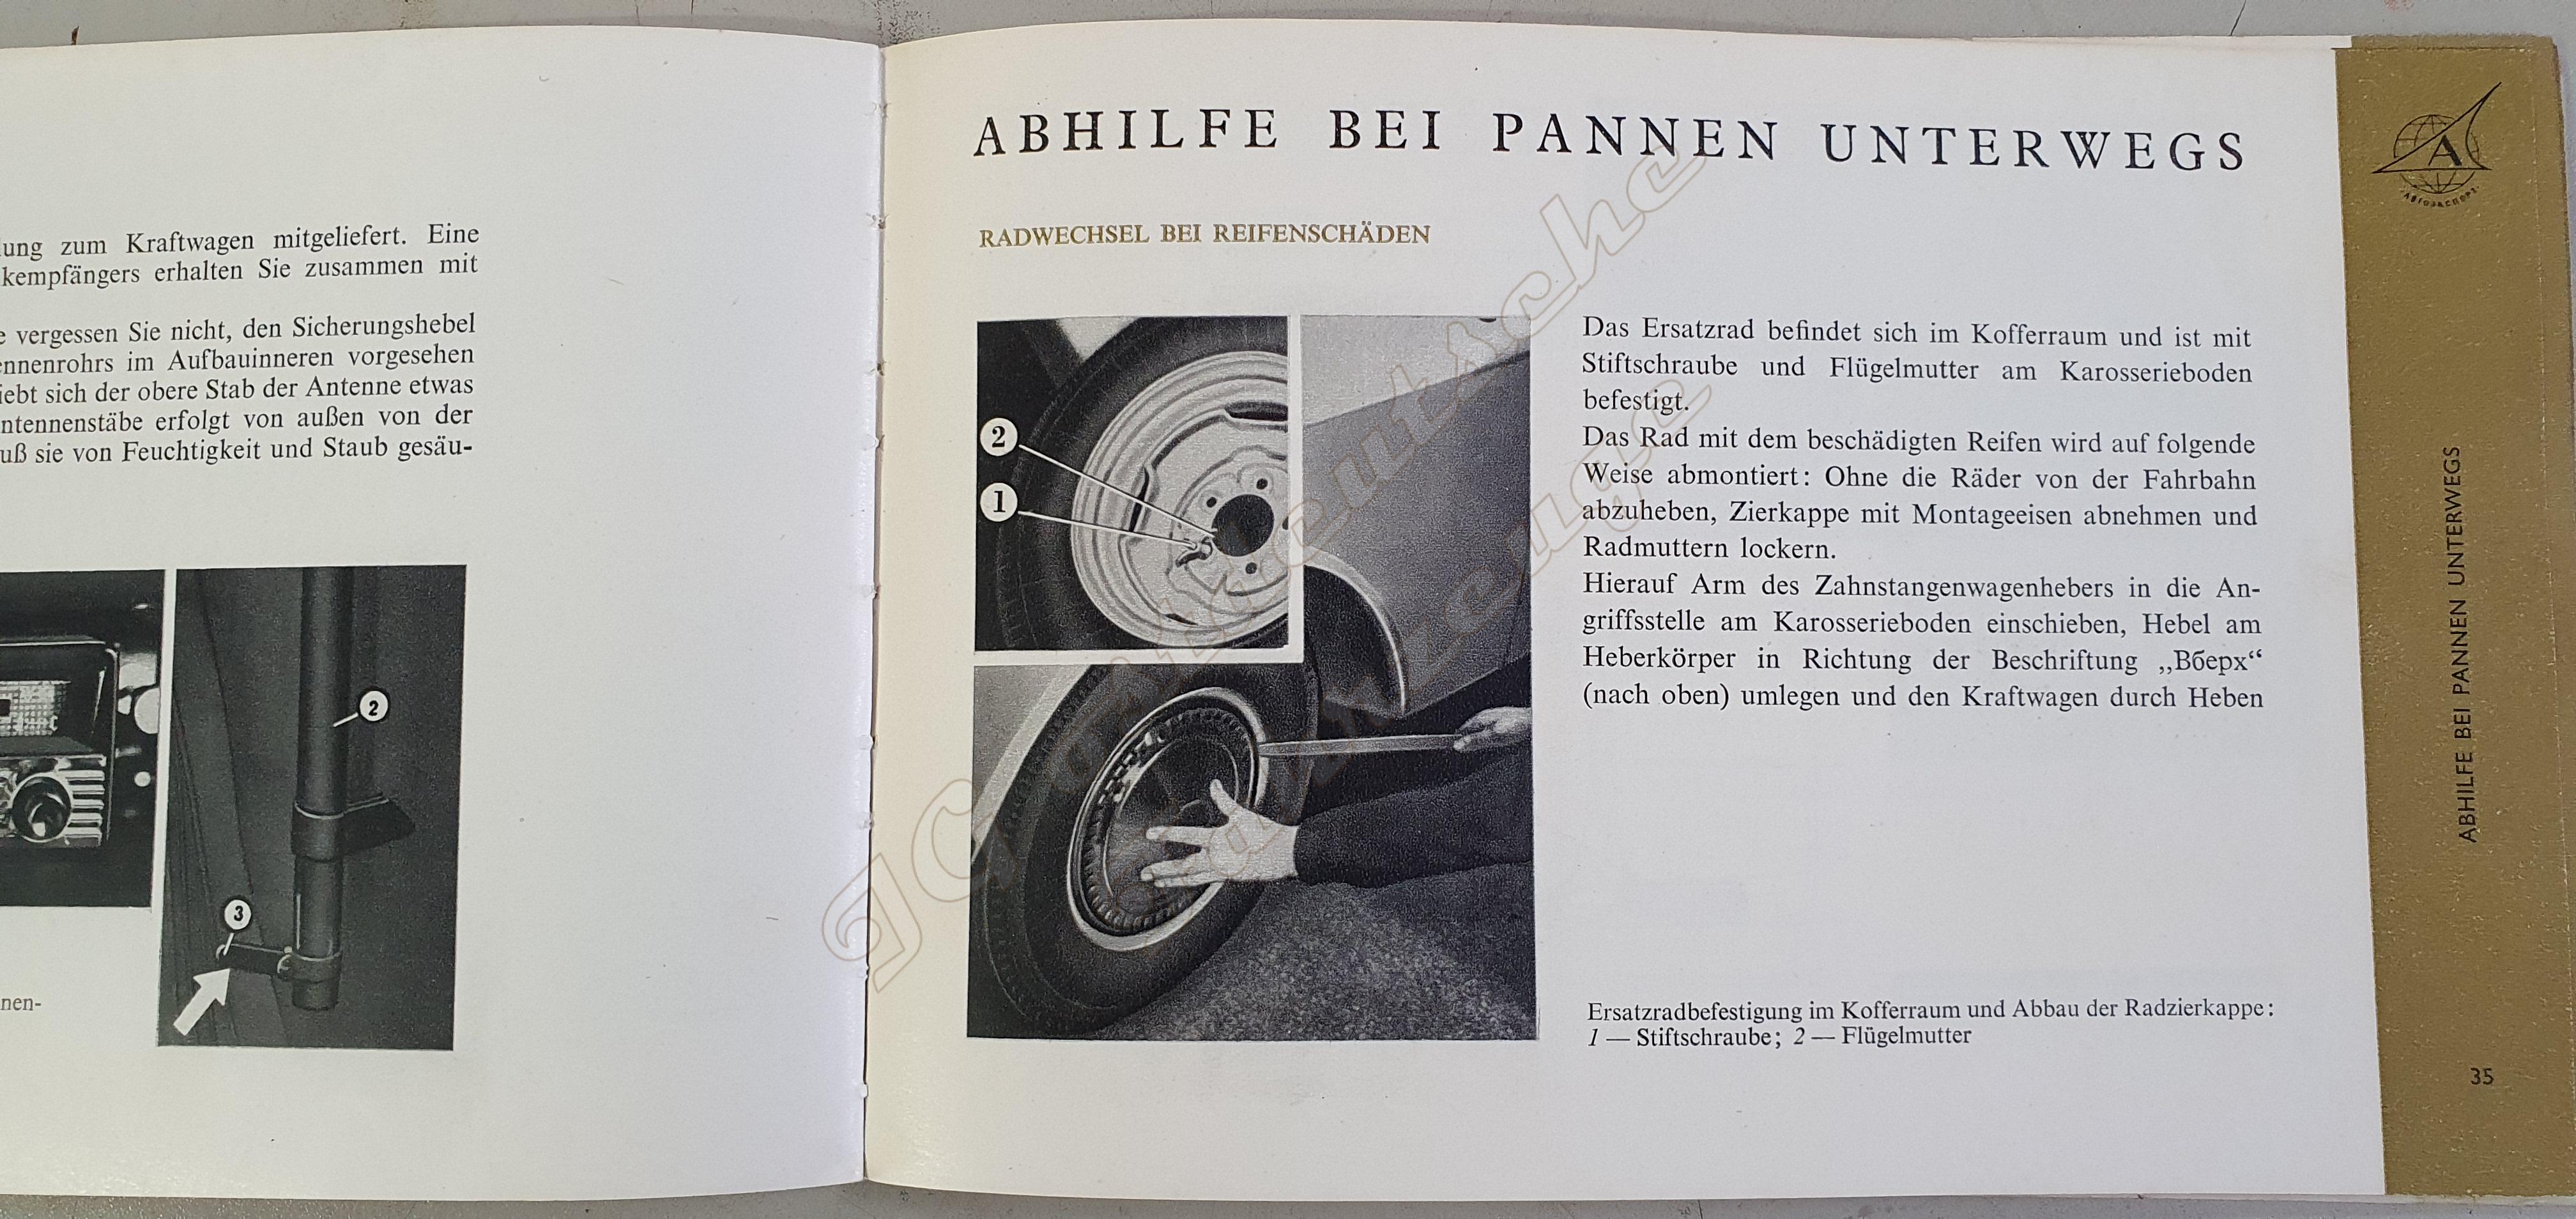 lung zum Kraftwagen mitgeliefert. Eine
kempfängers erhalten Sie zusammen mit
e vergessen Sie nicht, den Sicherungshebel
ennenrohrs im Aufbauinneren vorgesehen
iebt sich der obere Stab der Antenne etwas
ntennenstäbe erfolgt von außen von der
uß sie von Feuchtigkeit und Staub gesäu-
2
3
nen-
ABHILFE BEI PANNEN UNTERWEGS
RADWECHSEL BEI REIFENSCHÄDEN
2
1
Das Ersatzrad befindet sich im Kofferraum und ist mit
Stiftschraube und Flügelmutter am Karosserieboden
befestigt.
Das Rad mit dem beschädigten Reifen wird auf folgende
Weise abmontiert: Ohne die Räder von der Fahrbahn
abzuheben, Zierkappe mit Montageeisen abnehmen und
Radmuttern lockern.
Hierauf Arm des Zahnstangenwagenhebers in die An-
griffsstelle am Karosserieboden einschieben, Hebel am
Heberkörper in Richtung der Beschriftung „Вбepx“
(nach oben) umlegen und den Kraftwagen durch Heben
Ersatzradbefestigung im Kofferraum und Abbau der Radzierkappe:
1 — Stiftschraube; 2 — Flügelmutter
A
ABHILFE BEI PANNEN UNTERWEGS
35